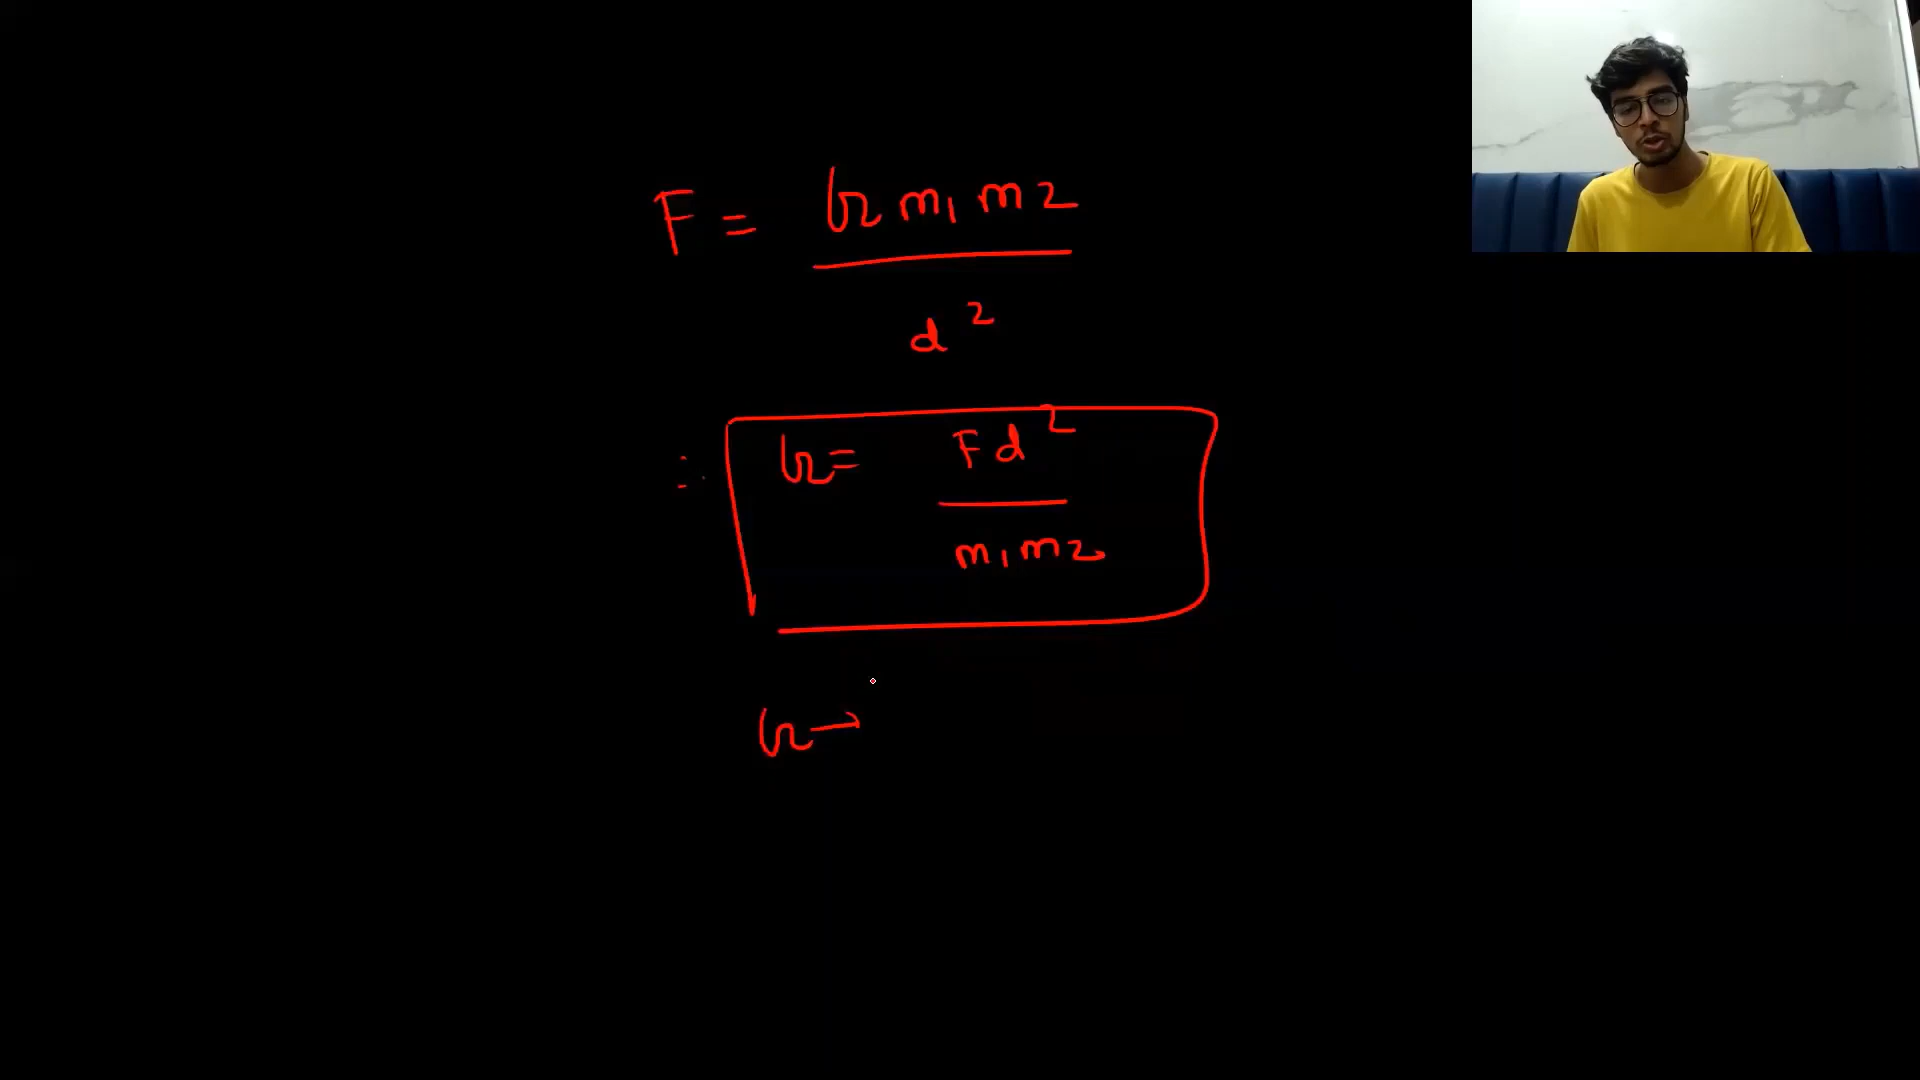 F = G m1 m2
d²
∴ G = F d²
m1 m2
G →